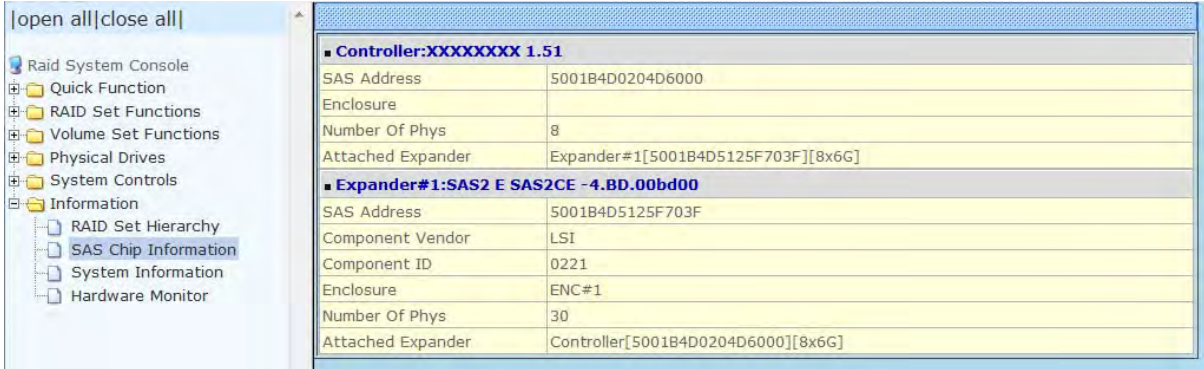 |open all|close all|
Raid System Console
Quick Function
RAID Set Functions
Volume Set Functions
Physical Drives
System Controls
Information
RAID Set Hierarchy
SAS Chip Information
System Information
Hardware Monitor
Controller:XXXXXXXX 1.51
SAS Address 5001B4D0204D6000
Enclosure
Number Of Phys 8
Attached Expander Expander#1[5001B4D5125F703F][8x6G]
Expander#1:SAS2 E SAS2CE -4.BD.00bd00
SAS Address 5001B4D5125F703F
Component Vendor LSI
Component ID 0221
Enclosure ENC#1
Number Of Phys 30
Attached Expander Controller[5001B4D0204D6000][8x6G]